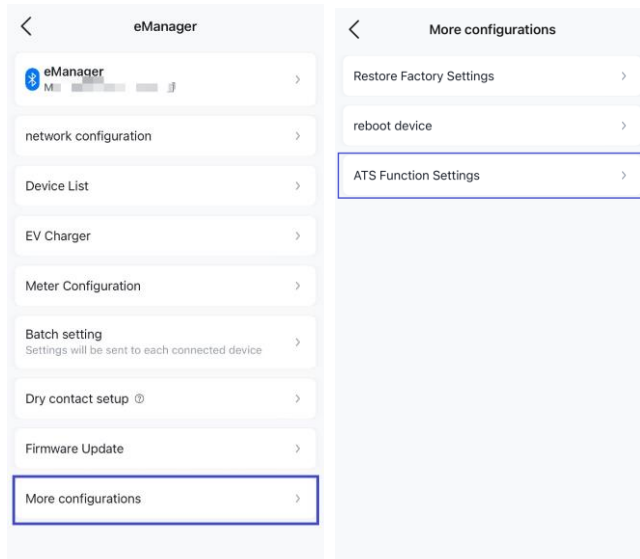 eManager
eManager
network configuration
Device List
EV Charger
Meter Configuration
Batch setting
Settings will be sent to each connected device
Dry contact setup ?
Firmware Update
More configurations
More configurations
Restore Factory Settings
reboot device
ATS Function Settings